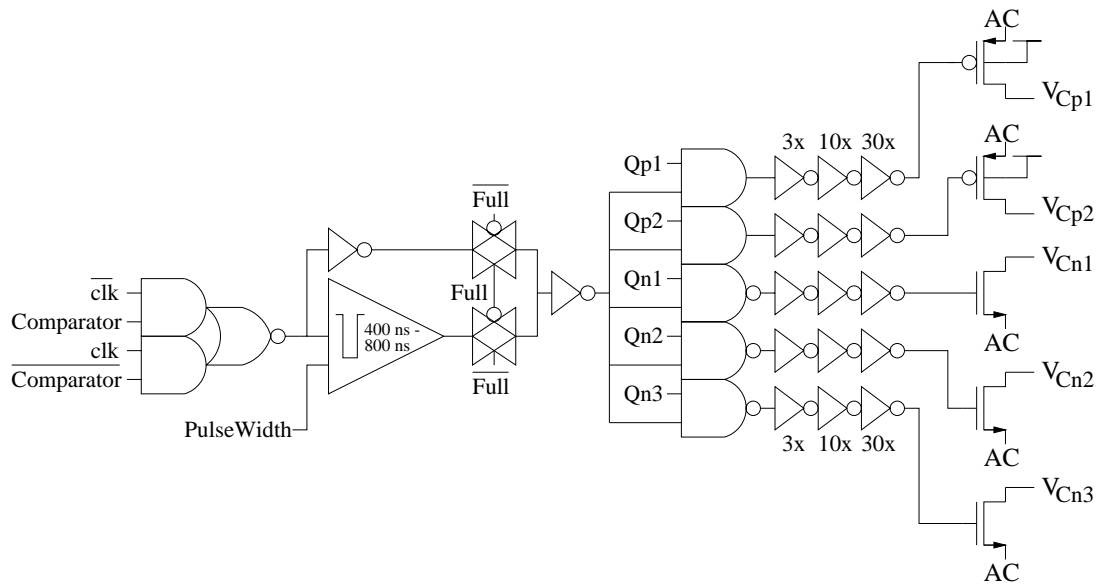 AC
V_Cp1
3x 10x 30x
Qp1
AC
Full
Qp2
V_Cp2
clk
Qn1
V_Cn1
Full
Comparator
400 ns -
800 ns
AC
clk
Qn2
Comparator
Full
V_Cn2
Qn3
PulseWidth
3x 10x 30x
AC
V_Cn3
AC